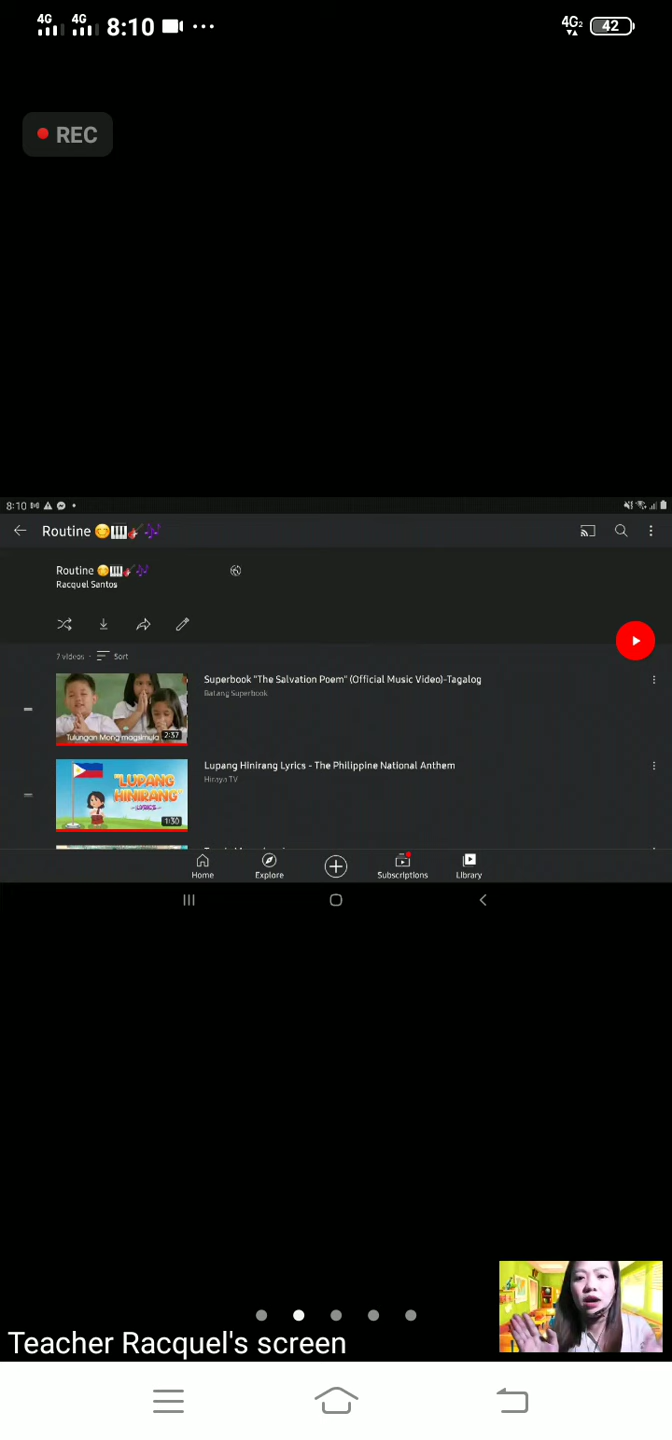 4G 4G 8:10 4G2 42
REC
8:10
Routine
Routine
Racquel Santos
7 videos Sort
Superbook "The Salvation Poem" (Official Music Video)-Tagalog
Batang Superbook
Tulungan Mong magsimula 2:37
Lupang Hinirang Lyrics - The Philippine National Anthem
Hiraya TV
"LUPANG
HINIRANG"
LYRICS
1:30
Home Explore Subscriptions Library
Teacher Racquel's screen